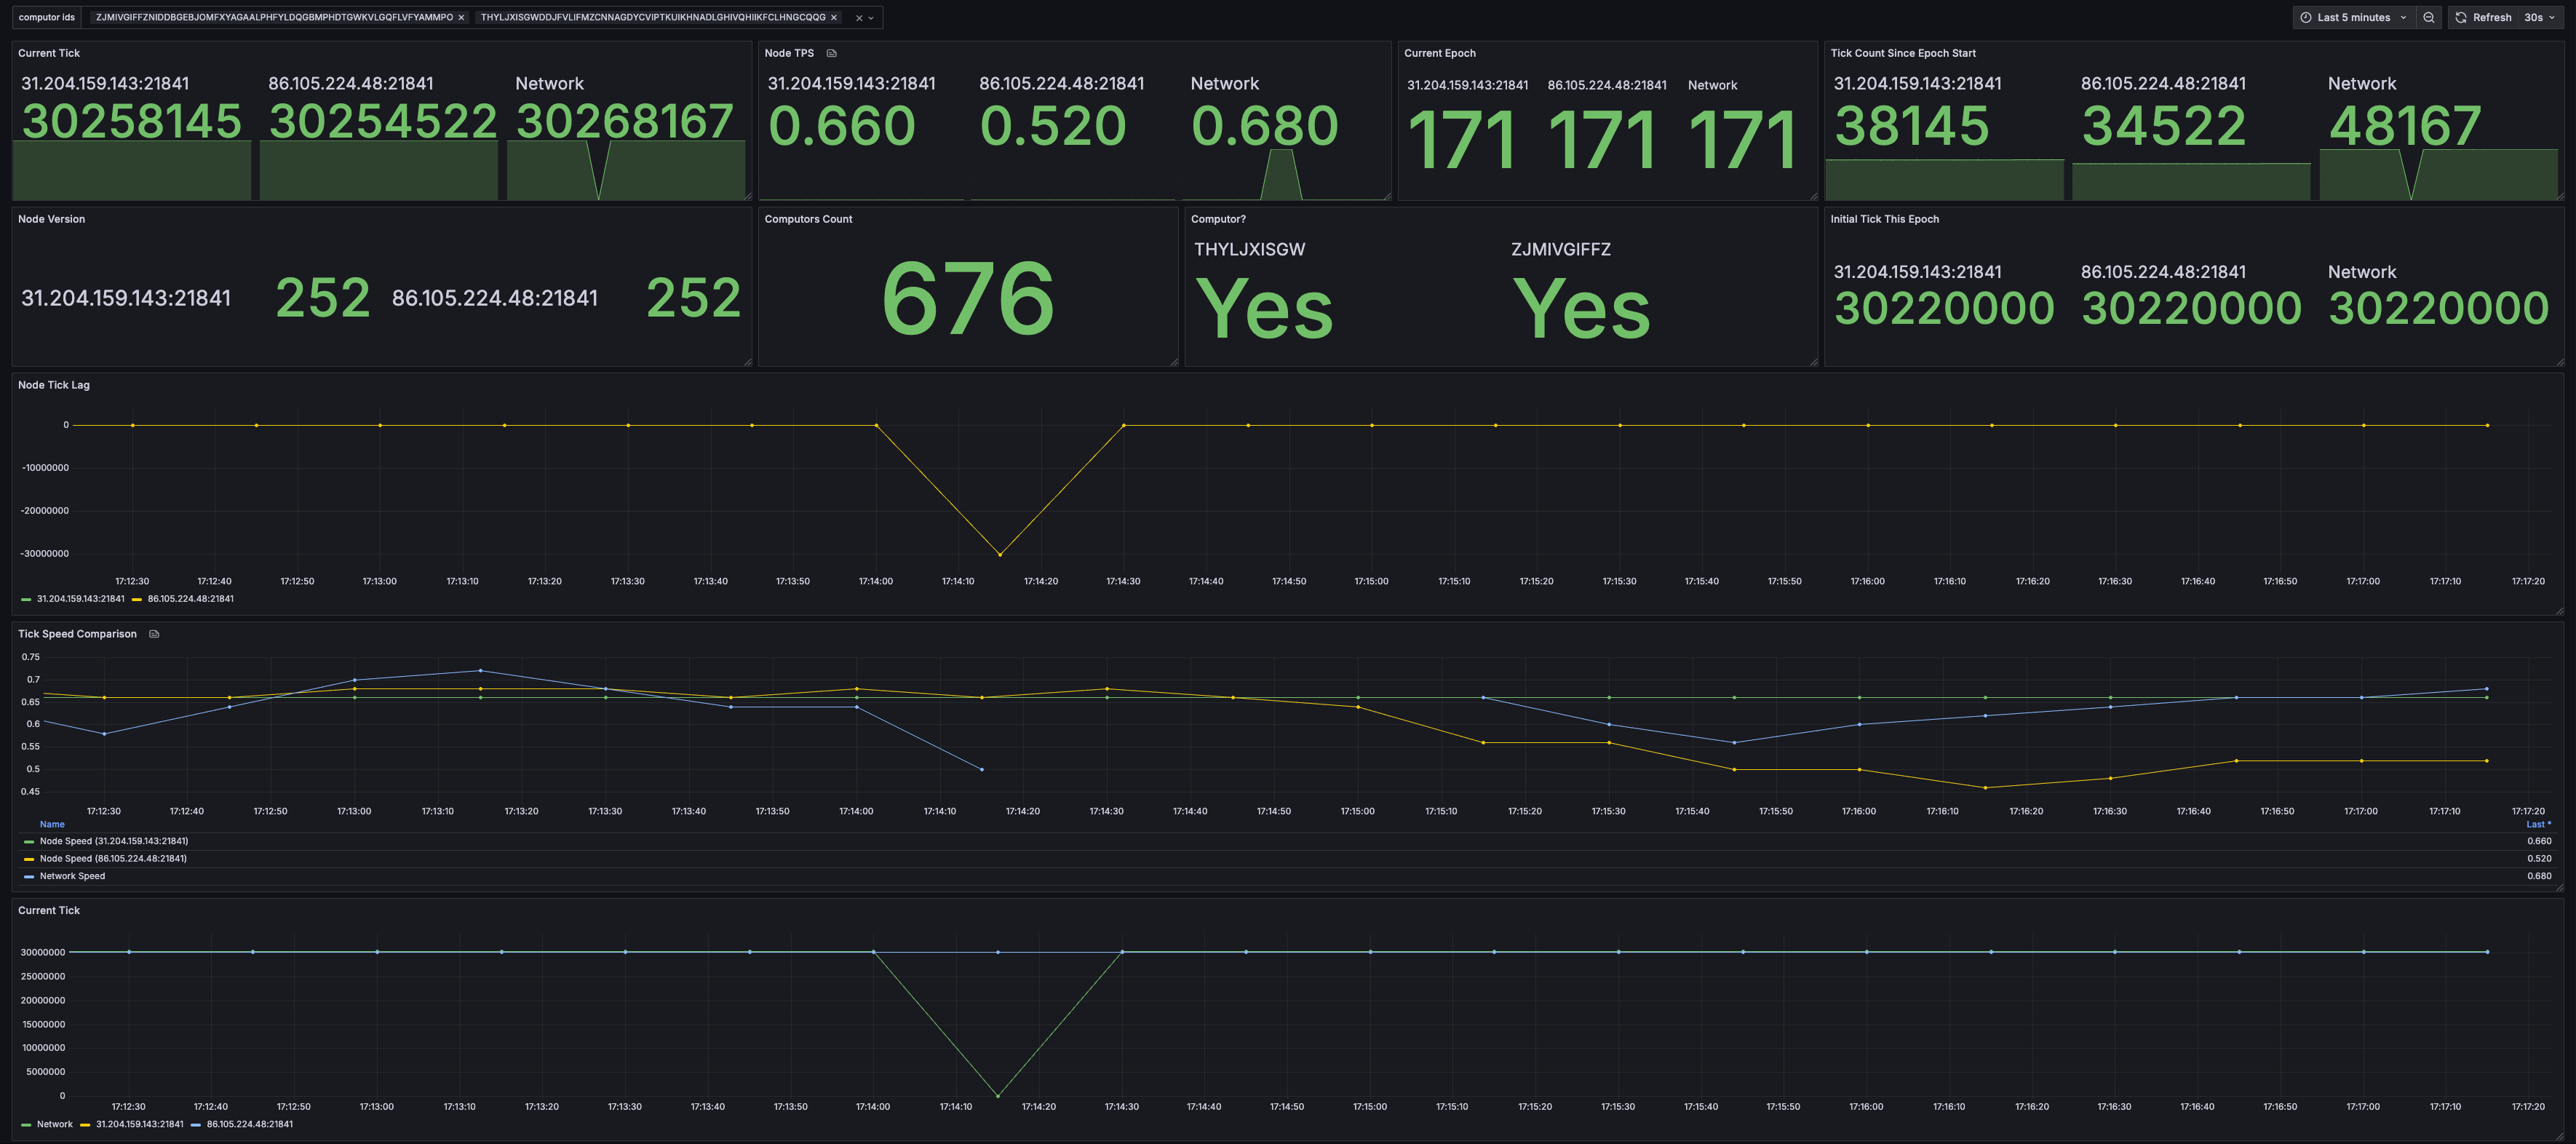 computor ids ZJMIVGIFFZNIDDBGEBJOMFXYAGAALPHFYLDQGBMPHDTGWKVLGQFLVFYAMMPO THYLJXISGWDDJFVLIFMZCNNAGDYCVIPTKUIKHNADLGHIVQHIIKFCLHNGCQQG Last 5 minutes Refresh 30s
Current Tick
31.204.159.143:21841 86.105.224.48:21841 Network
30258145 30254522 30268167
Node TPS
31.204.159.143:21841 86.105.224.48:21841 Network
0.660 0.520 0.680
Current Epoch
31.204.159.143:21841 86.105.224.48:21841 Network
171 171 171
Tick Count Since Epoch Start
31.204.159.143:21841 86.105.224.48:21841 Network
38145 34522 48167
Node Version
31.204.159.143:21841 252 86.105.224.48:21841 252
Computors Count
676
Computor?
THYLJXISGW ZJMIVGIFFZ
Yes Yes
Initial Tick This Epoch
31.204.159.143:21841 86.105.224.48:21841 Network
30220000 30220000 30220000
Node Tick Lag
0
-10000000
-20000000
-30000000
17:12:30 17:12:40 17:12:50 17:13:00 17:13:10 17:13:20 17:13:30 17:13:40 17:13:50 17:14:00 17:14:10 17:14:20 17:14:30 17:14:40 17:14:50 17:15:00 17:15:10 17:15:20 17:15:30 17:15:40 17:15:50 17:16:00 17:16:10 17:16:20 17:16:30 17:16:40 17:16:50 17:17:00 17:17:10 17:17:20
31.204.159.143:21841 86.105.224.48:21841
Tick Speed Comparison
0.75
0.7
0.65
0.6
0.55
0.5
0.45
17:12:30 17:12:40 17:12:50 17:13:00 17:13:10 17:13:20 17:13:30 17:13:40 17:13:50 17:14:00 17:14:10 17:14:20 17:14:30 17:14:40 17:14:50 17:15:00 17:15:10 17:15:20 17:15:30 17:15:40 17:15:50 17:16:00 17:16:10 17:16:20 17:16:30 17:16:40 17:16:50 17:17:00 17:17:10 17:17:20
Name Last *
Node Speed (31.204.159.143:21841) 0.660
Node Speed (86.105.224.48:21841) 0.520
Network Speed 0.680
Current Tick
30000000
25000000
20000000
15000000
10000000
5000000
0
17:12:30 17:12:40 17:12:50 17:13:00 17:13:10 17:13:20 17:13:30 17:13:40 17:13:50 17:14:00 17:14:10 17:14:20 17:14:30 17:14:40 17:14:50 17:15:00 17:15:10 17:15:20 17:15:30 17:15:40 17:15:50 17:16:00 17:16:10 17:16:20 17:16:30 17:16:40 17:16:50 17:17:00 17:17:10 17:17:20
Network 31.204.159.143:21841 86.105.224.48:21841